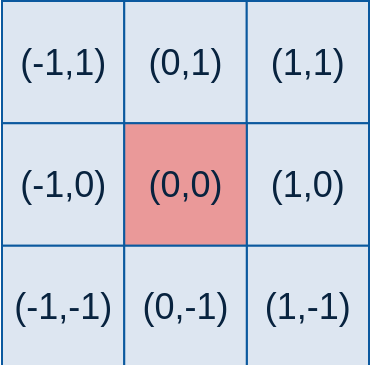 (-1,1) (0,1) (1,1)
(-1,0) (0,0) (1,0)
(-1,-1) (0,-1) (1,-1)